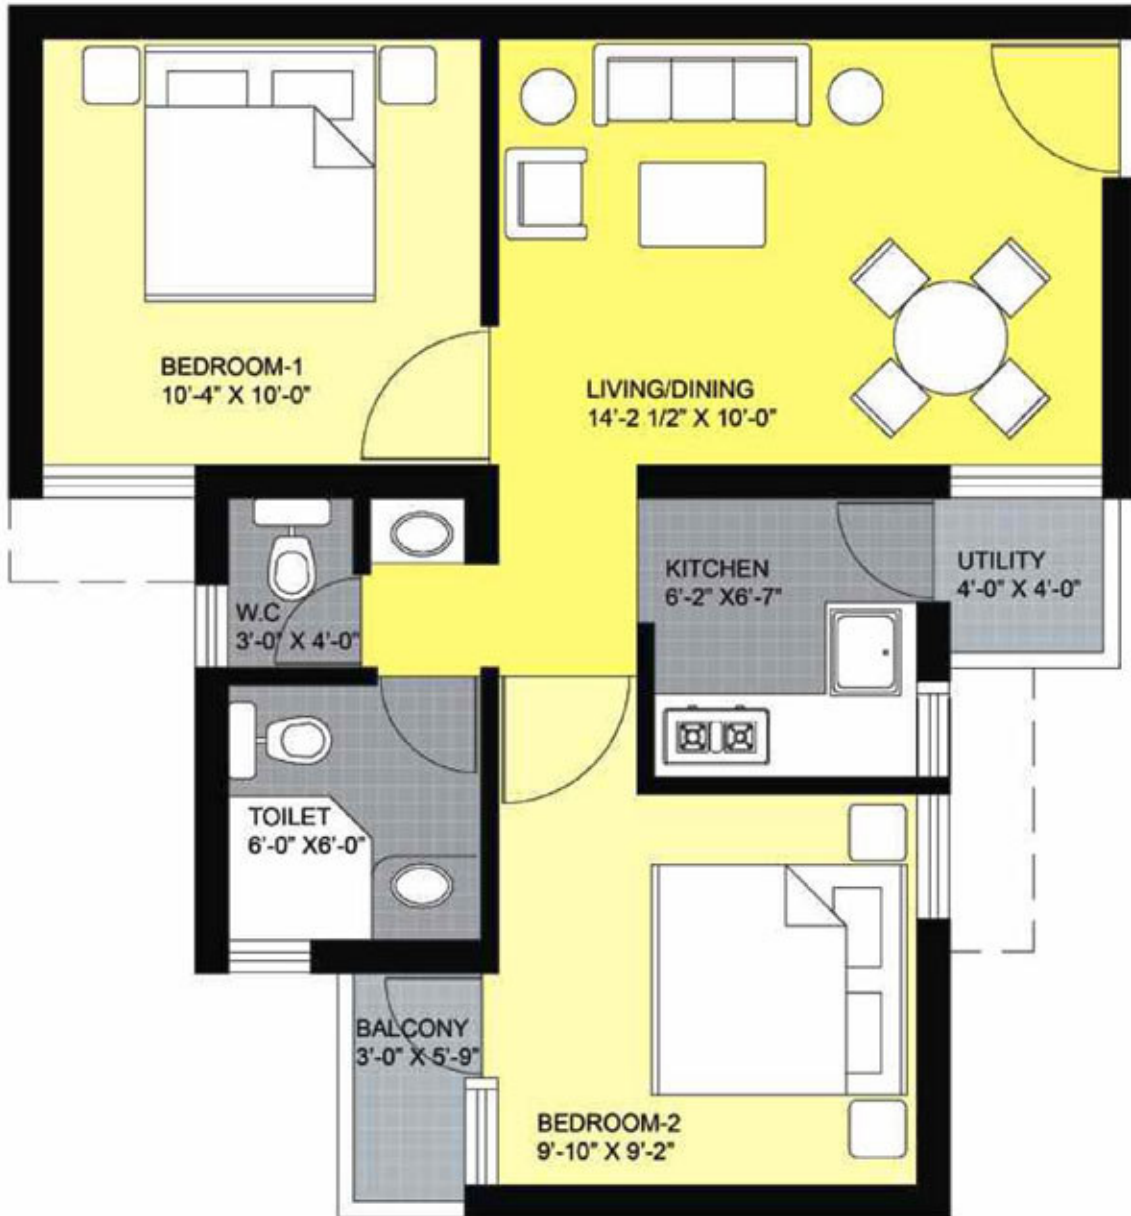 BEDROOM-1
10'-4" X 10'-0"
LIVING/DINING
14'-2 1/2" X 10'-0"
KITCHEN
6'-2" X6'-7"
UTILITY
4'-0" X 4'-0"
W.C
3'-0" X 4'-0"
TOILET
6'-0" X6'-0"
BALCONY
3'-0" X 5'-9"
BEDROOM-2
9'-10" X 9'-2"